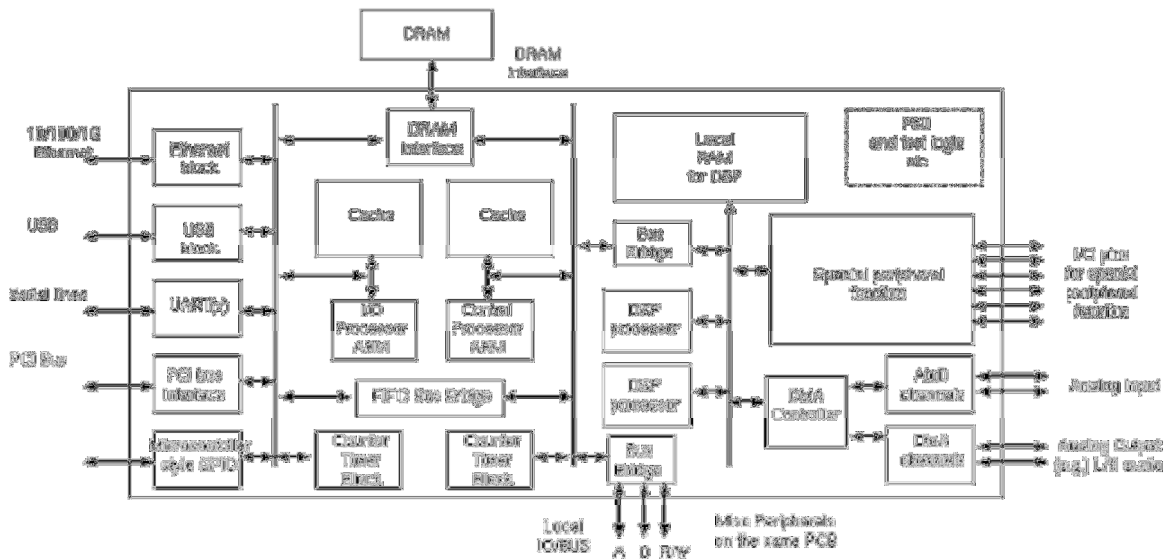 DRAM
DRAM
Interface
10/100/1G
Ethernet
Ethernet
block
DRAM
Interface
Local
RAM
for DSP
PSU
and test logic
etc
USB
USB
block
Cache
Cache
Bus
Bridge
Special peripheral
function
I/O pins
for special
peripheral
function
Serial lines
UART(s)
I/O
Processor
ARM
Control
Processor
ARM
DSP
processor
PCI Bus
PCI bus
Interface
FIFO Bus Bridge
DSP
processor
DMA
Controller
A to D
channels
Analog Input
Microcontroller
style GPIO
Counter
Timer
Block
Counter
Timer
Block
Bus
Bridge
D to A
channels
Analog Output
(e.g.) L/R audio
Local
IO/BUS
A D R/W
Misc Peripherals
on the same PCB